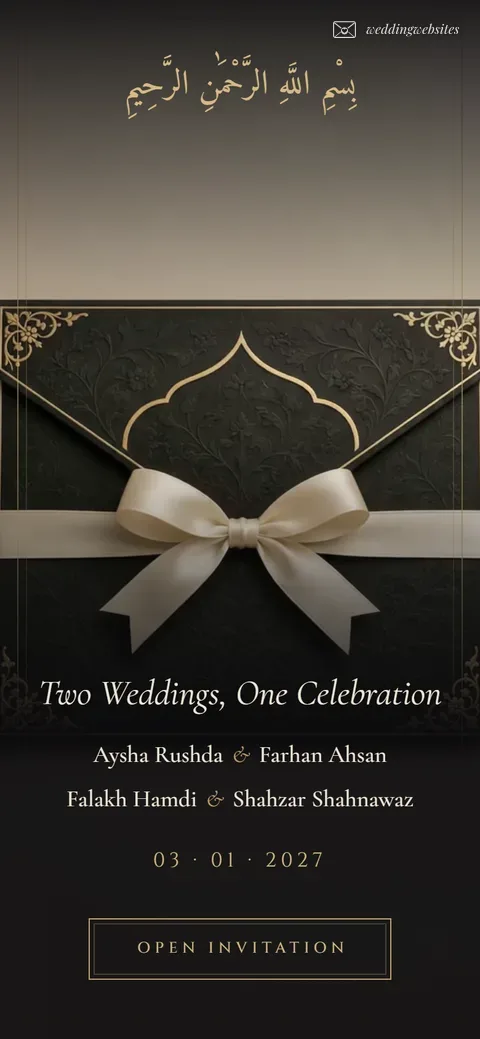 weddingwebsites
بِسْمِ اللَّهِ الرَّحْمَٰنِ الرَّحِيمِ
Two Weddings, One Celebration
Aysha Rushda & Farhan Ahsan
Falakh Hamdi & Shahzar Shahnawaz
03 · 01 · 2027
OPEN INVITATION